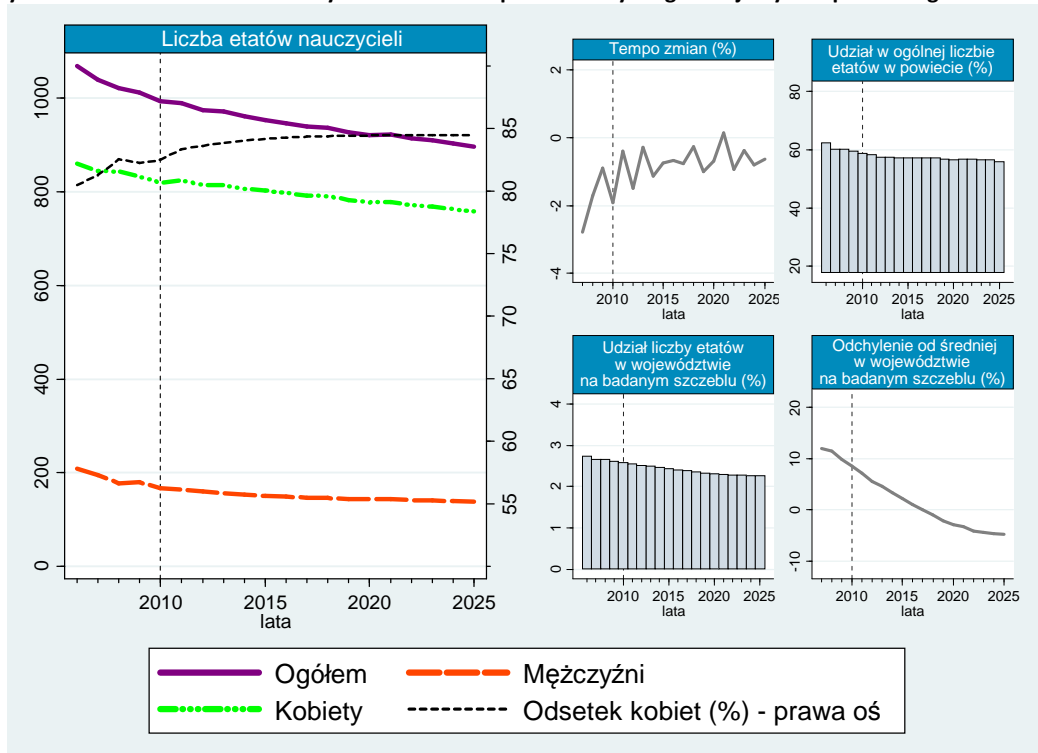 Liczba etatów nauczycieli
1000
800
600
400
200
0
85
80
75
70
65
60
55
2010
2015
2020
2025
lata
Tempo zmian (%)
2
0
-2
-4
2010
2015
2020
2025
lata
Udział w ogólnej liczbie
etatów w powiecie (%)
80
60
40
20
2010
2015
2020
2025
lata
Udział liczby etatów
w województwie
na badanym szczeblu (%)
4
3
2
1
0
2010
2015
2020
2025
lata
Odchylenie od średniej
w województwie
na badanym szczeblu (%)
20
10
0
-10
2010
2015
2020
2025
lata
Ogółem
Mężczyźni
Kobiety
Odsetek kobiet (%) - prawa oś